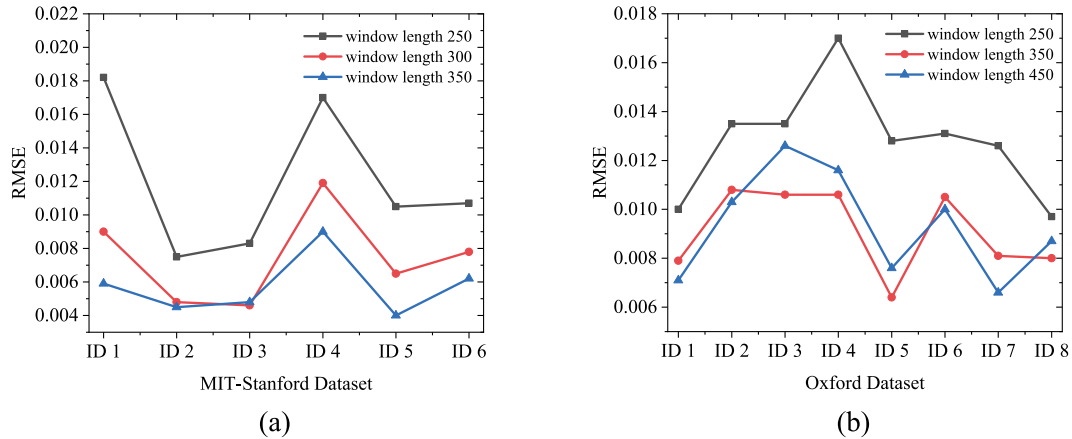 0.022
0.020
0.018
0.016
0.014
0.012
0.010
0.008
0.006
0.004
RMSE
window length 250
window length 300
window length 350
ID 1 ID 2 ID 3 ID 4 ID 5 ID 6
MIT-Stanford Dataset
(a)
0.018
0.016
0.014
0.012
0.010
0.008
0.006
RMSE
window length 250
window length 350
window length 450
ID 1 ID 2 ID 3 ID 4 ID 5 ID 6 ID 7 ID 8
Oxford Dataset
(b)